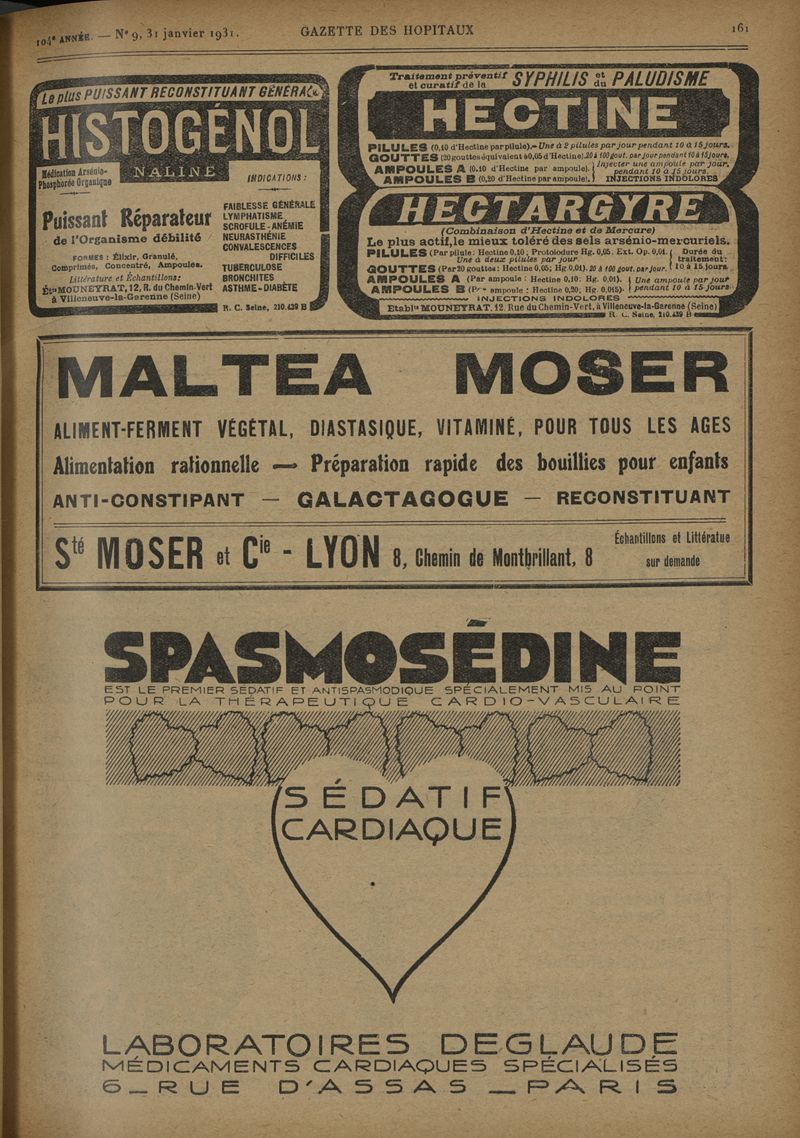 104e ANNÉE. — N° 9, 31 janvier 1931. GAZETTE DES HOPITAUX 161
Le plus PUISSANT RECONSTITUANT GÉNÉRAL
HISTOGÉNOL
Médication Arsénio-
Phosphorée Organique
NALINE
Puissant Réparateur
de l'Organisme débilité
FORMES : Élixir, Granulé,
Comprimés, Concentré, Ampoules.
Littérature et Échantillons:
Éts MOUNEYRAT, 12, R. du Chemin-Vert
à Villeneuve-la-Garenne (Seine)
INDICATIONS :
FAIBLESSE GÉNÉRALE
LYMPHATISME
SCROFULE - ANÉMIE
NEURASTHÉNIE
CONVALESCENCES
DIFFICILES
TUBERCULOSE
BRONCHITES
ASTHME - DIABÈTE
R. C. Seine, 210.439 B
Traitement préventif et curatif de la SYPHILIS et du PALUDISME
HECTINE
PILULES (0,10 d'Hectine par pilule).- Une à 2 pilules par jour pendant 10 à 15 jours.
GOUTTES (20 gouttes équivalent à 0,05 d'Hectine). 20 à 100 gout. par jour pendant 10 à 15 jours.
AMPOULES A (0,10 d'Hectine par ampoule). Injecter une ampoule par jour
AMPOULES B (0,20 d'Hectine par ampoule). pendant 10 à 15 jours.
INJECTIONS INDOLORES
HECTARGYRE
(Combinaison d'Hectine et de Mercure)
Le plus actif, le mieux toléré des sels arsénio-mercuriels.
PILULES (Par pilule : Hectine 0,10 ; Protoiodure Hg. 0,05. Ext. Op. 0,01.
Une à deux pilules par jour
GOUTTES (Par 20 gouttes : Hectine 0,05; Hg. 0,01). 20 à 100 gout. par jour.
Durée du
traitement:
10 à 15 jours
AMPOULES A (Par ampoule : Hectine 0,10 ; Hg. 0,01).
AMPOULES B (Par ampoule : Hectine 0,20; Hg. 0,015).
Une ampoule par jour
pendant 10 à 15 jours
INJECTIONS INDOLORES
Etabts MOUNEYRAT, 12, Rue du Chemin-Vert, à Villeneuve-la-Garenne (Seine)
R. C. Seine, 210.439 B
MALTEA MOSER
ALIMENT-FERMENT VÉGÉTAL, DIASTASIQUE, VITAMINÉ, POUR TOUS LES AGES
Alimentation rationnelle — Préparation rapide des bouillies pour enfants
ANTI-CONSTIPANT — GALACTAGOGUE — RECONSTITUANT
Sté MOSER et Cie - LYON 8, Chemin de Montbrillant, 8
Échantillons et Littératue
sur demande
SPASMOSÉDINE
EST LE PREMIER SÉDATIF ET ANTISPASMODIQUE SPÉCIALEMENT MIS AU POINT
POUR LA THÉRAPEUTIQUE CARDIO-VASCULAIRE
SÉDATIF
CARDIAQUE
LABORATOIRES DEGLAUDE
MÉDICAMENTS CARDIAQUES SPÉCIALISÉS
6 _ RUE D'ASSAS _ PARIS